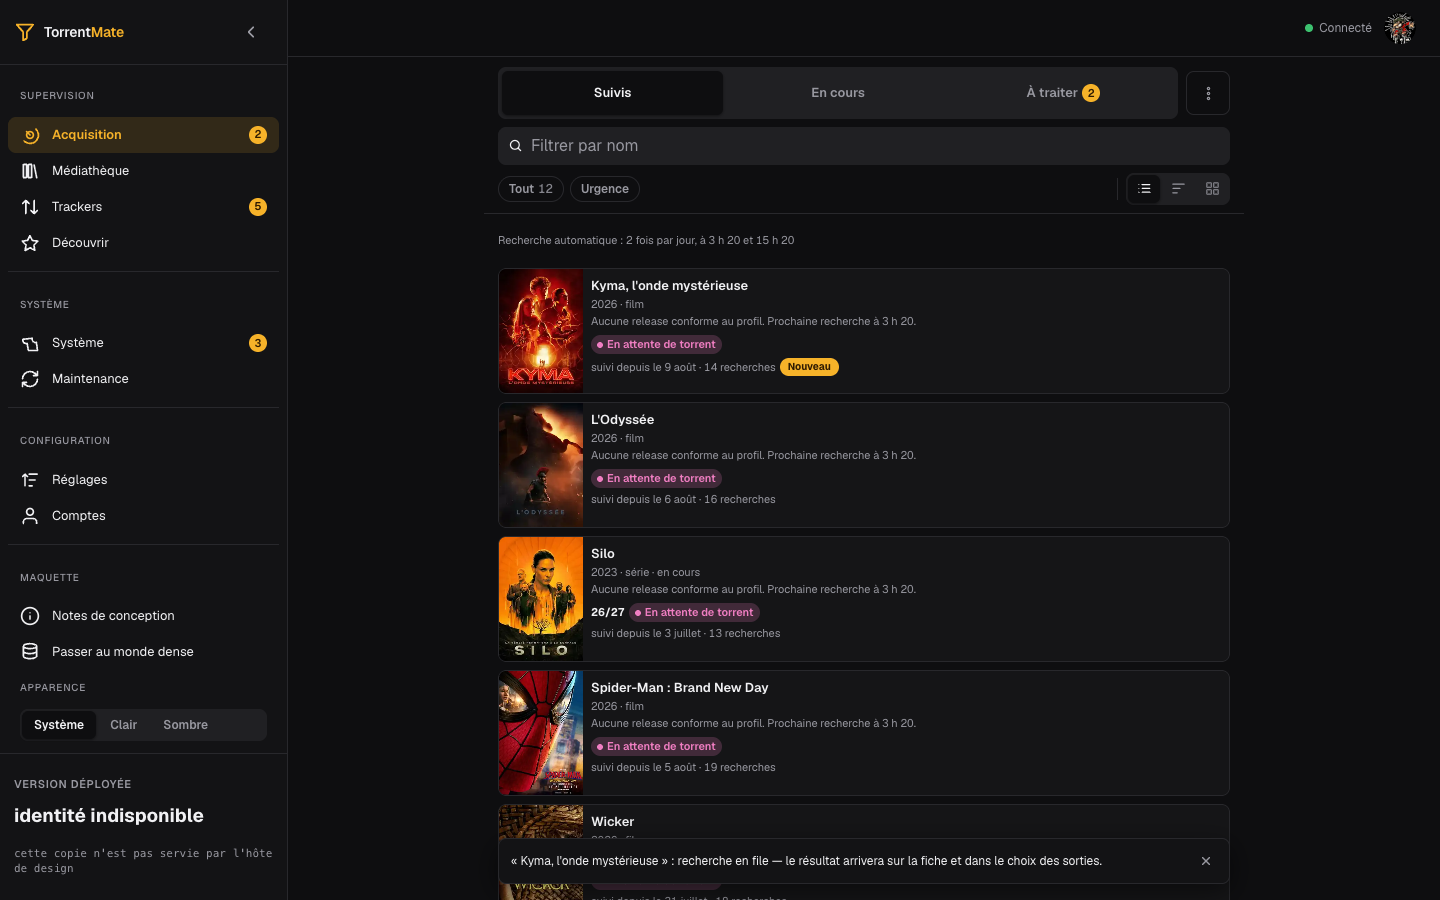 TorrentMate
Connecté
SUPERVISION
Acquisition 2
Médiathèque
Trackers 5
Découvrir
SYSTÈME
Système 3
Maintenance
CONFIGURATION
Réglages
Comptes
MAQUETTE
Notes de conception
Passer au monde dense
APPARENCE
Système Clair Sombre
VERSION DÉPLOYÉE
identité indisponible
cette copie n'est pas servie par l'hôte
de design
Suivis En cours À traiter 2
Filtrer par nom
Tout 12 Urgence
Recherche automatique : 2 fois par jour, à 3 h 20 et 15 h 20
KYMA
L'ONDE MYSTÉRIEUSE
Kyma, l'onde mystérieuse
2026 · film
Aucune release conforme au profil. Prochaine recherche à 3 h 20.
En attente de torrent
suivi depuis le 9 août · 14 recherches Nouveau
L'ODYSSÉE
L'Odyssée
2026 · film
Aucune release conforme au profil. Prochaine recherche à 3 h 20.
En attente de torrent
suivi depuis le 6 août · 16 recherches
SILO
Silo
2023 · série · en cours
Aucune release conforme au profil. Prochaine recherche à 3 h 20.
26/27 En attente de torrent
suivi depuis le 3 juillet · 13 recherches
Spider-Man : Brand New Day
2026 · film
Aucune release conforme au profil. Prochaine recherche à 3 h 20.
En attente de torrent
suivi depuis le 5 août · 19 recherches
Wicker
2026 · film
« Kyma, l'onde mystérieuse » : recherche en file — le résultat arrivera sur la fiche et dans le choix des sorties.
WICKER